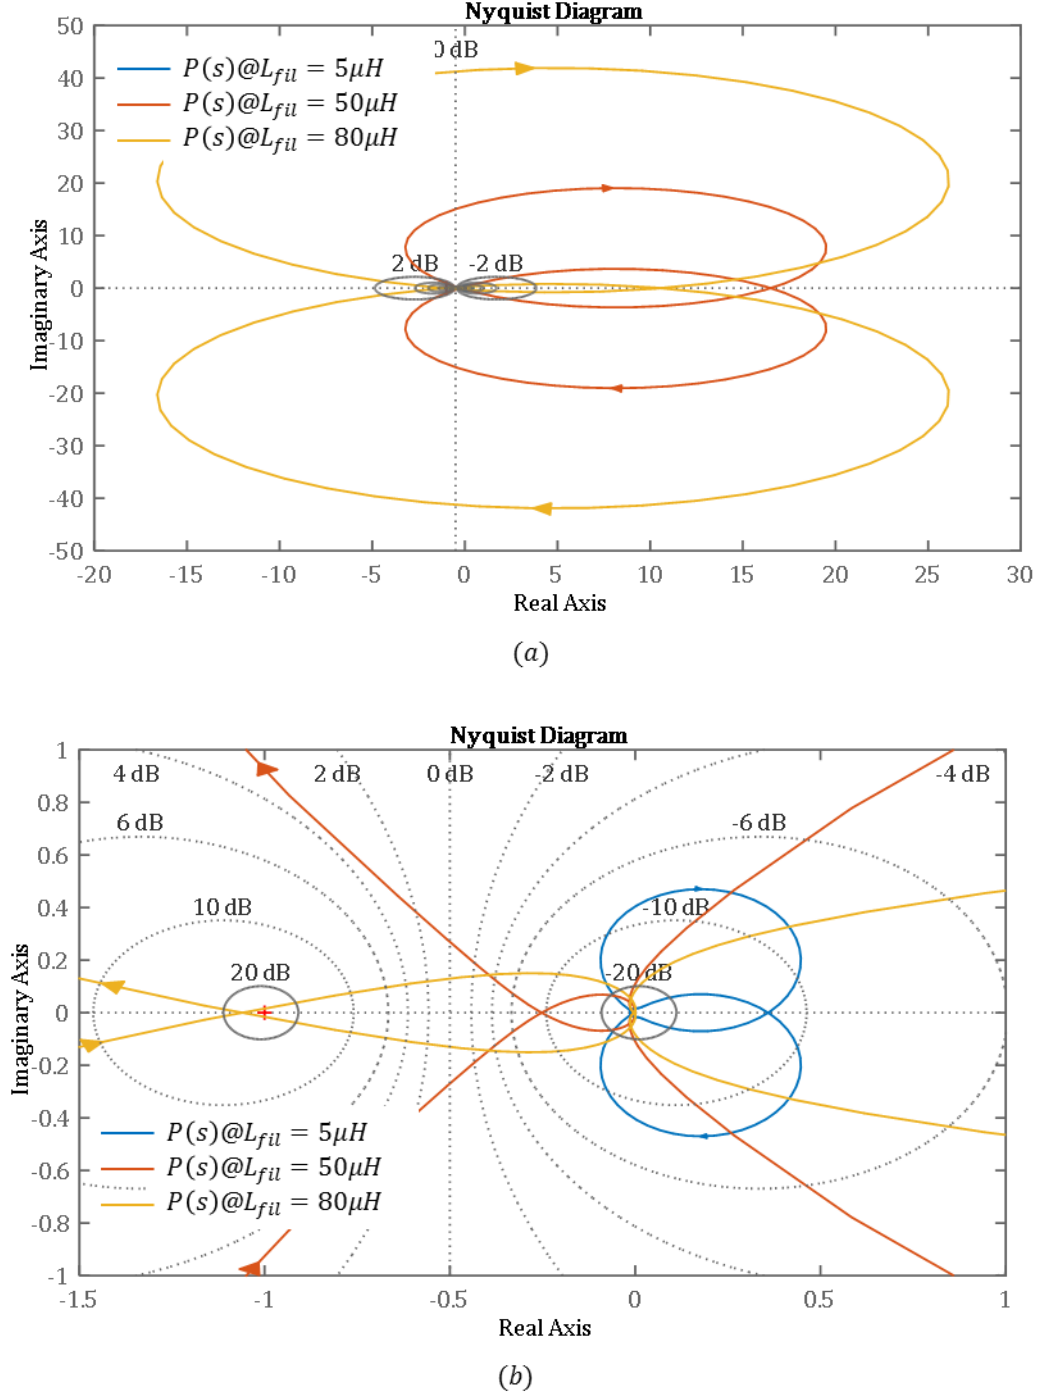 Nyquist Diagram
50
40
30
20
10
0
-10
-20
-30
-40
-50
0 dB
P(s)@L_fil = 5μH
P(s)@L_fil = 50μH
P(s)@L_fil = 80μH
2 dB
-2 dB
Imaginary Axis
-20 -15 -10 -5 0 5 10 15 20 25 30
Real Axis
(a)
Nyquist Diagram
1
0.8
0.6
0.4
0.2
0
-0.2
-0.4
-0.6
-0.8
-1
4 dB 2 dB 0 dB -2 dB -4 dB
6 dB -6 dB
10 dB -10 dB
20 dB -20 dB
Imaginary Axis
P(s)@L_fil = 5μH
P(s)@L_fil = 50μH
P(s)@L_fil = 80μH
-1.5 -1 -0.5 0 0.5 1
Real Axis
(b)